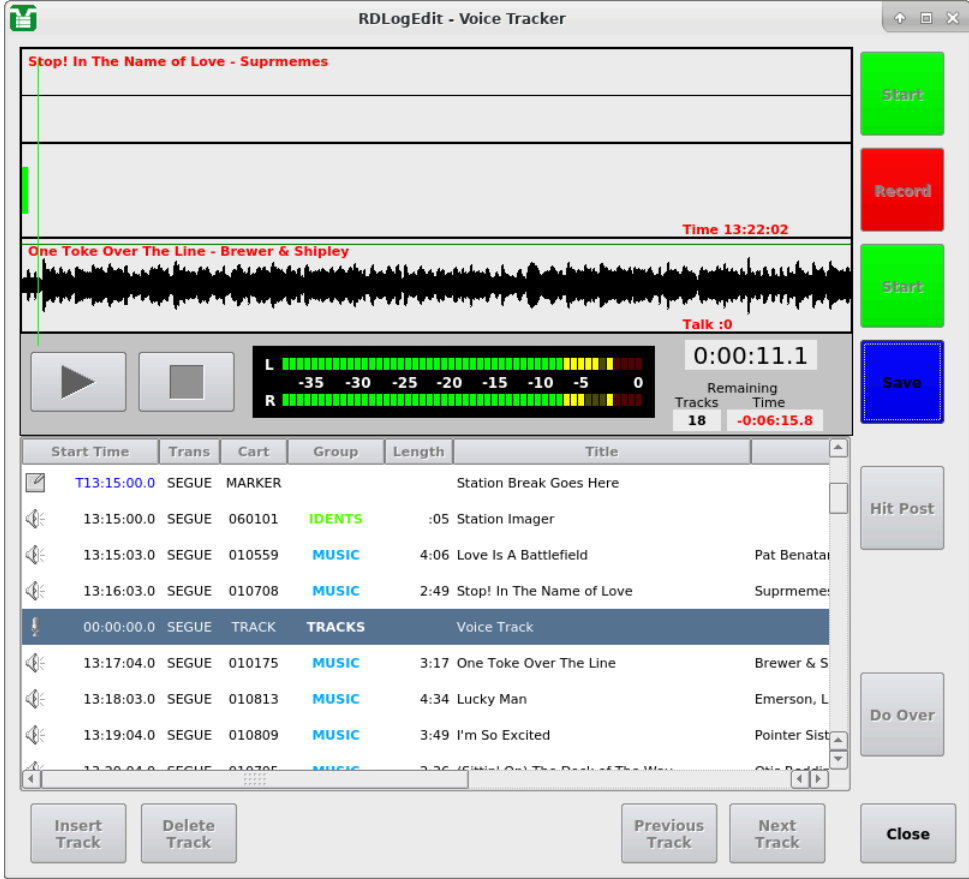 RDLogEdit - Voice Tracker
Stop! In The Name of Love - Suprmemes
Start
Record
Time 13:22:02
One Toke Over The Line - Brewer & Shipley
Start
Talk :0
L
-35 -30 -25 -20 -15 -10 -5 0
R
0:00:11.1
Remaining
Tracks Time
18 -0:06:15.8
Save
Start Time Trans Cart Group Length Title
T13:15:00.0 SEGUE MARKER Station Break Goes Here
13:15:00.0 SEGUE 060101 IDENTS :05 Station Imager
13:15:03.0 SEGUE 010559 MUSIC 4:06 Love Is A Battlefield Pat Benatar
13:16:03.0 SEGUE 010708 MUSIC 2:49 Stop! In The Name of Love Suprmemes
00:00:00.0 SEGUE TRACK TRACKS Voice Track
13:17:04.0 SEGUE 010175 MUSIC 3:17 One Toke Over The Line Brewer & S
13:18:03.0 SEGUE 010813 MUSIC 4:34 Lucky Man Emerson, L
13:19:04.0 SEGUE 010809 MUSIC 3:49 I'm So Excited Pointer Sist
Hit Post
Do Over
Insert Track
Delete Track
Previous Track
Next Track
Close